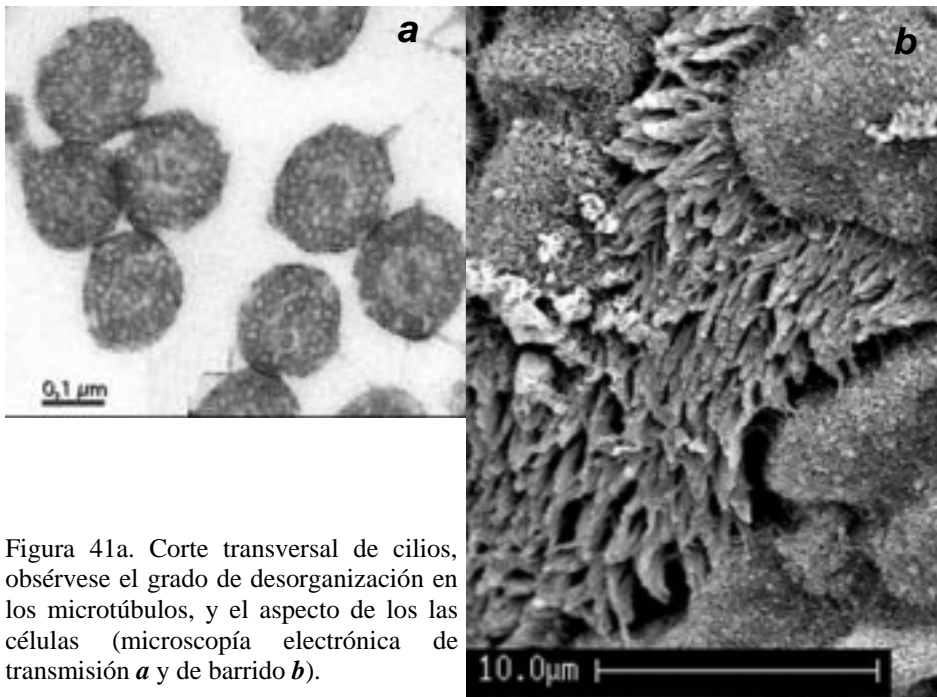 a
b
0,1 µm
Figura 41a. Corte transversal de cilios,
obsérvese el grado de desorganización en
los microtúbulos, y el aspecto de los las
células (microscopía electrónica de
transmisión a y de barrido b).
10.0µm